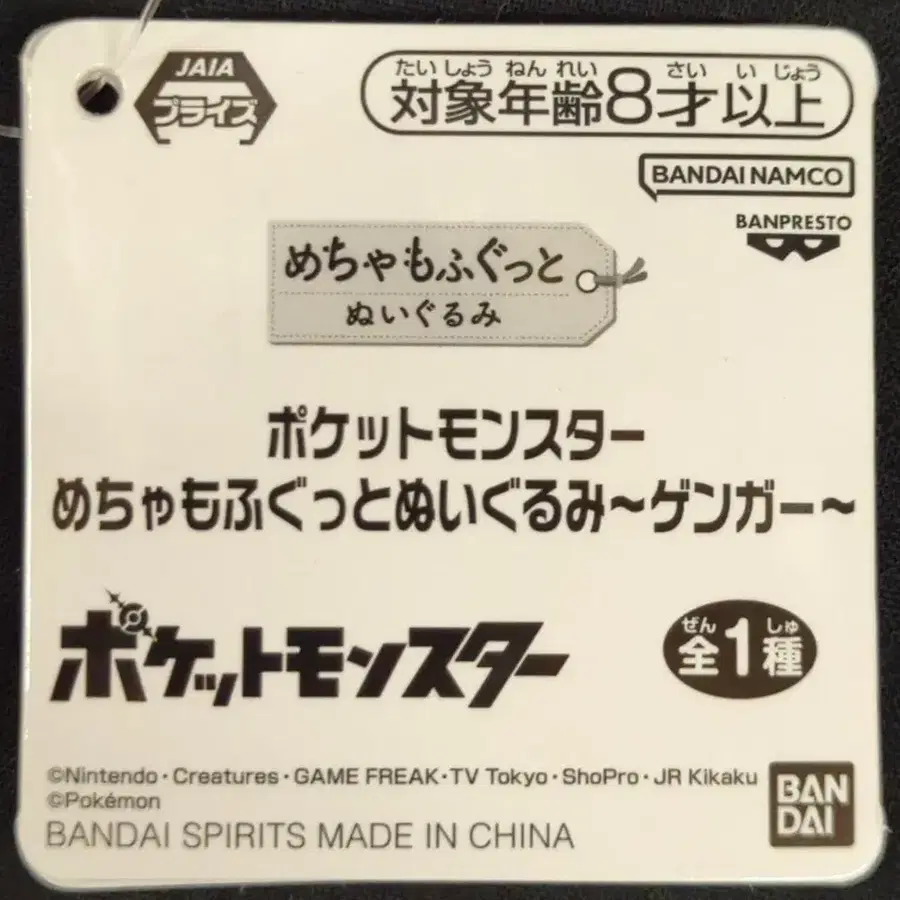 JAIA
プライズ
たいしょうねんれい さいいじょう
対象年齢8才以上
BANDAI NAMCO
BANPRESTO
めちゃもふぐっと
ぬいぐるみ
ポケットモンスター
めちゃもふぐっとぬいぐるみ～ゲンガー～
ポケットモンスター
ぜん しゅ
全1種
©Nintendo・Creatures・GAME FREAK・TV Tokyo・ShoPro・JR Kikaku
©Pokémon
BANDAI SPIRITS MADE IN CHINA
BAN
DAI